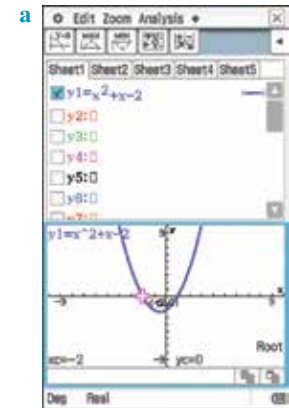 a
Edit Zoom Analysis
Sheet1 Sheet2 Sheet3 Sheet4 Sheet5
y1=x²+x-2
y2:▯
y3:▯
y4:▯
y5:▯
y6:▯
y1=x^2+x-2
y
x
Root
xc=-2 yc=0
Deg Real